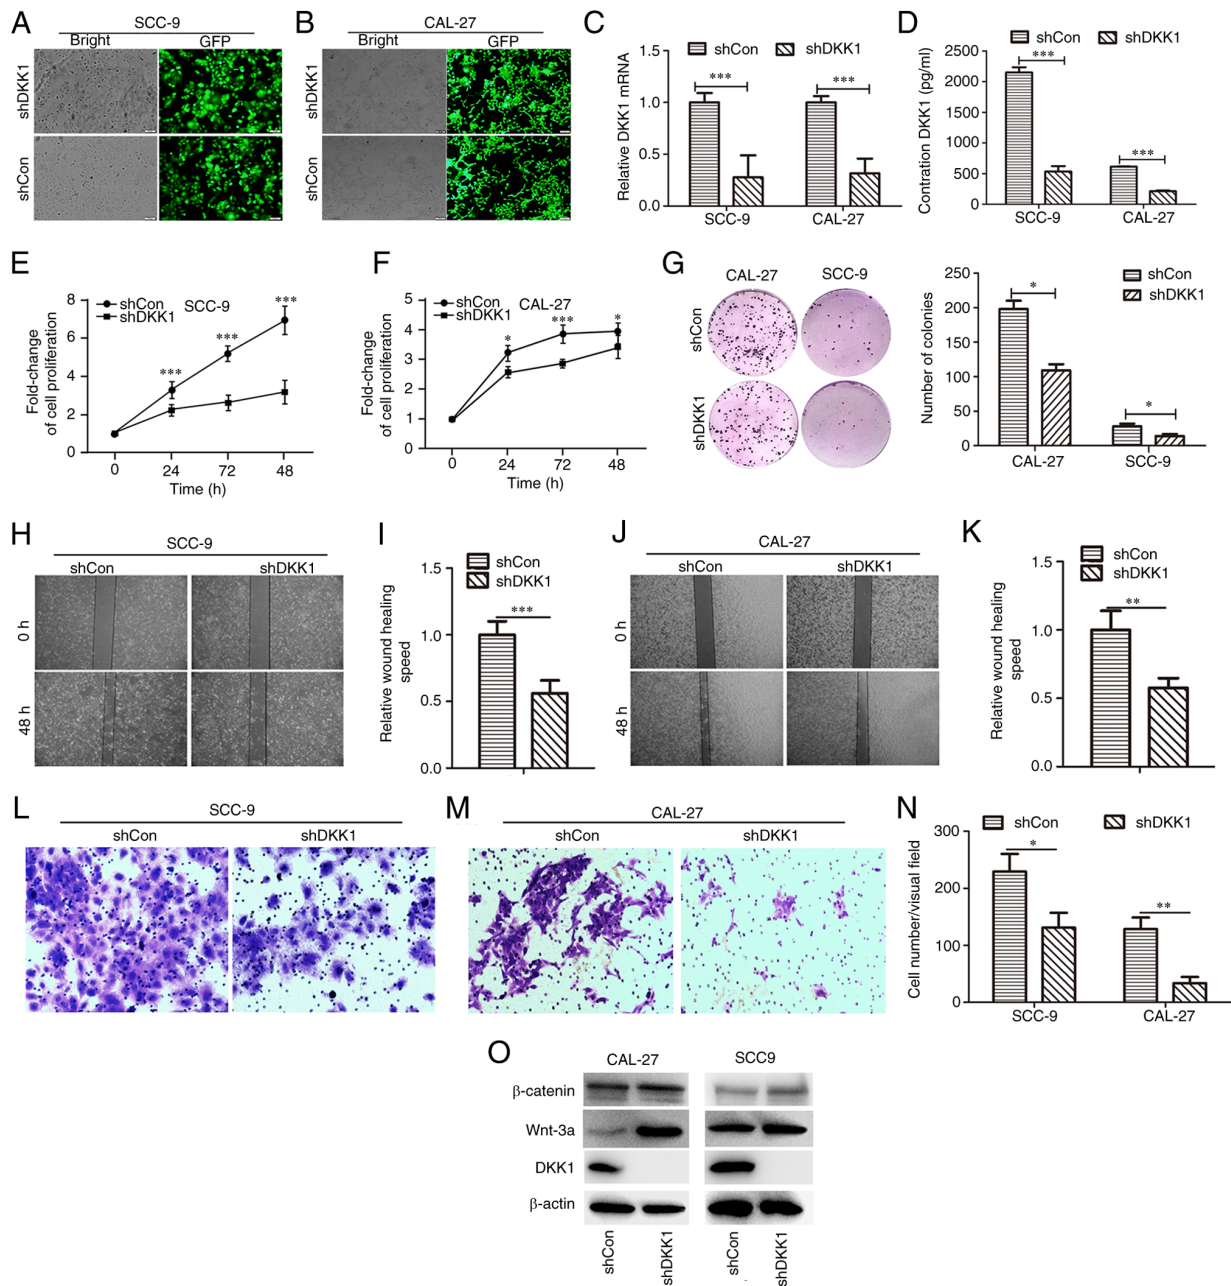 A
SCC-9
Bright GFP
shDKK1
shCon
B
CAL-27
Bright GFP
shDKK1
shCon
C
shCon shDKK1
Relative DKK1 mRNA
1.5
1.0
0.5
0.0
*** ***
SCC-9 CAL-27
D
shCon shDKK1
Contration DKK1 (pg/ml)
2500
2000
1500
1000
500
0
***
***
SCC-9 CAL-27
E
Fold-change
of cell proliferation
8
6
4
2
0
shCon SCC-9
shDKK1
***
***
***
0 24 72 48
Time (h)
F
Fold-change
of cell proliferation
5
4
3
2
1
0
shCon
shDKK1 CAL-27
* *** *
0 24 72 48
Time (h)
G
CAL-27 SCC-9
shCon
shDKK1
Number of colonies
250
200
150
100
50
0
shCon
shDKK1
*
*
CAL-27 SCC-9
H
SCC-9
shCon shDKK1
0 h
48 h
I
shCon
shDKK1
Relative wound healing
speed
1.5
1.0
0.5
0.0
***
J
CAL-27
shCon shDKK1
0 h
48 h
K
shCon
shDKK1
Relative wound healing
speed
1.5
1.0
0.5
0.0
**
L
SCC-9
shCon shDKK1
M
CAL-27
shCon shDKK1
N
shCon shDKK1
Cell number/visual field
300
200
100
0
*
**
SCC-9 CAL-27
O
CAL-27 SCC9
β-catenin
Wnt-3a
DKK1
β-actin
shCon
shDKK1
shCon
shDKK1